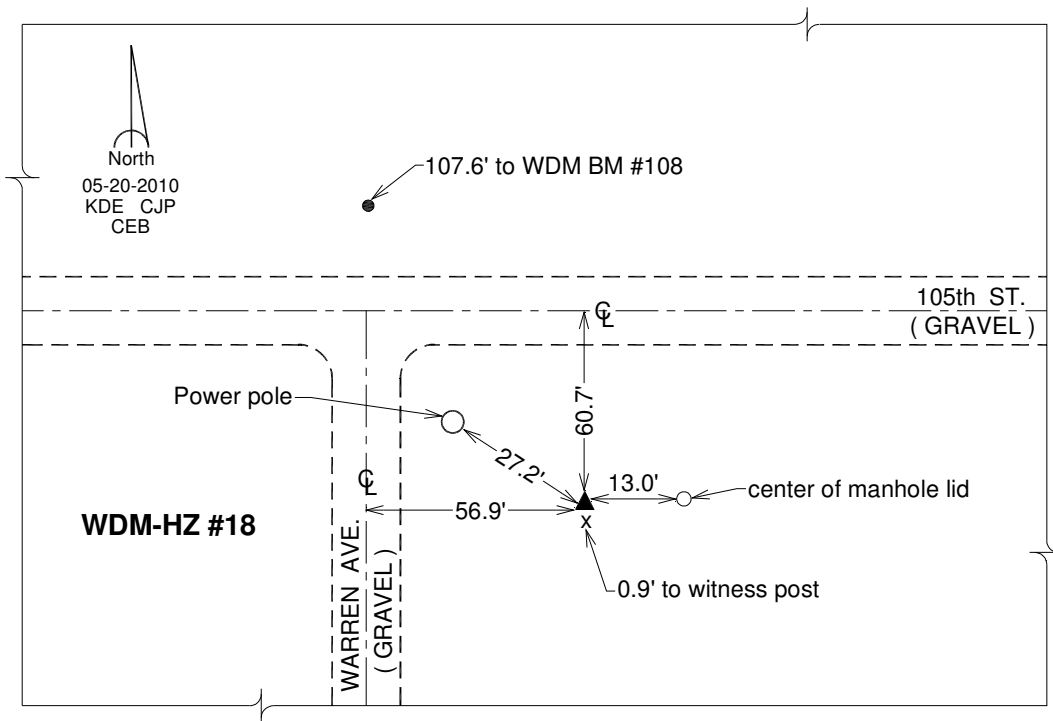 North
05-20-2010
KDE CJP
CEB
107.6' to WDM BM #108
105th ST.
( GRAVEL )
℄
Power pole
60.7'
27.2'
13.0'
center of manhole lid
℄
56.9'
x
WDM-HZ #18
WARREN AVE.
( GRAVEL )
0.9' to witness post